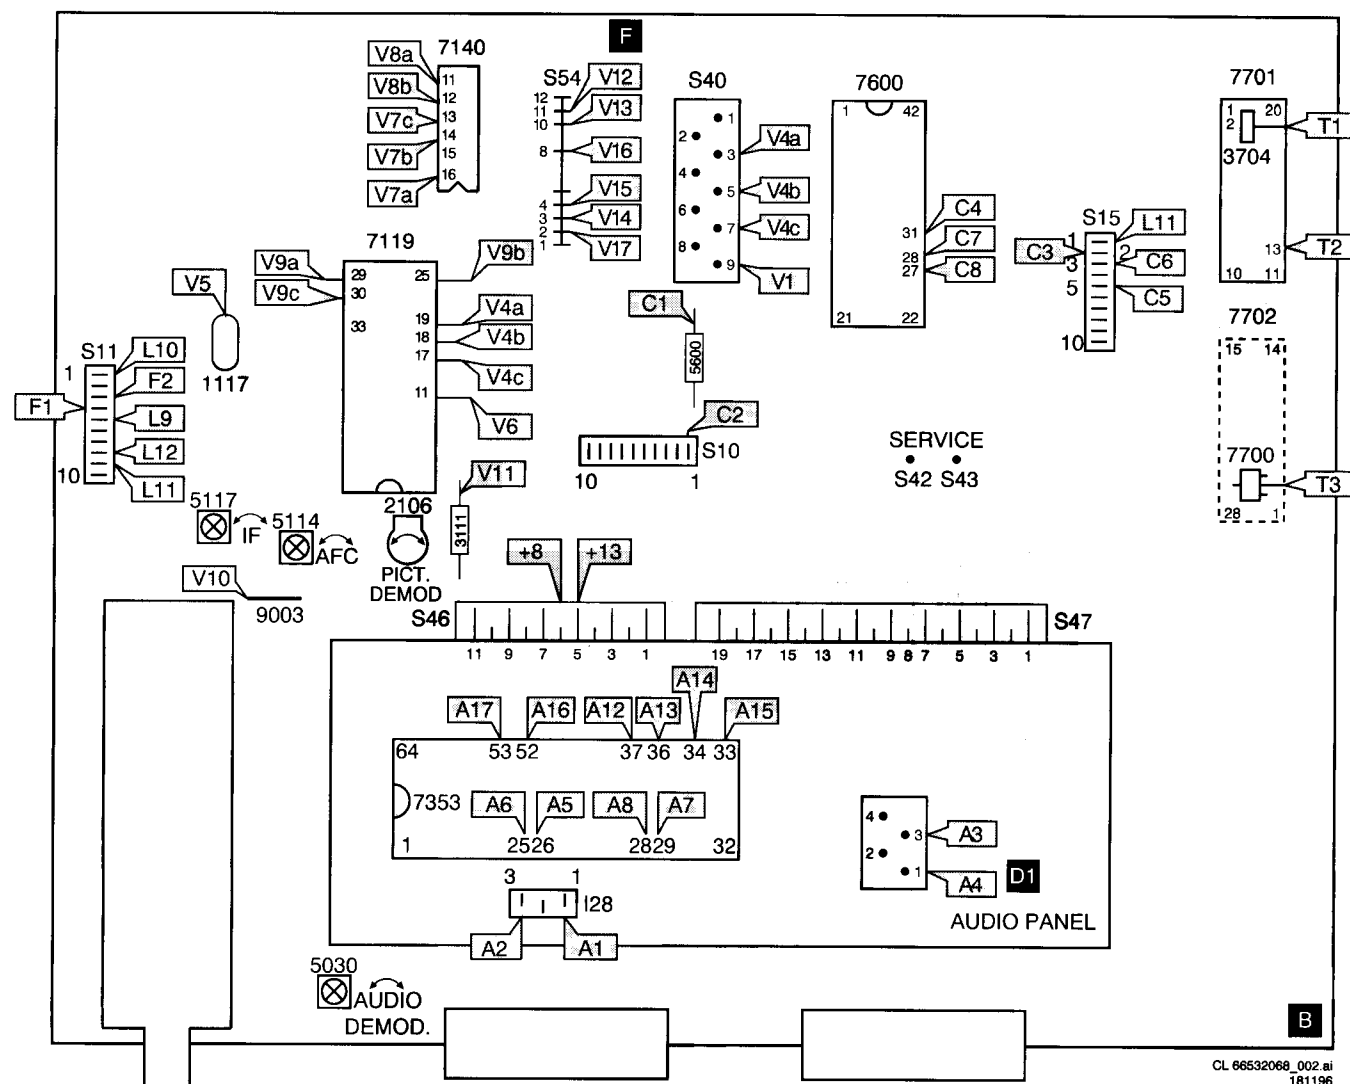 F
V8a
7140
V8b
V7c
V7b
V7a
11
12
13
14
15
16
S54
12
11
10
8
4
3
2
1
V12
V13
V16
V15
V14
V17
S40
1
2
3
4
5
6
7
8
9
V4a
V4b
V4c
V1
7600
1 42
31
28
27
21 22
C4
C7
C8
7701
1 20
2
3704
13
10 11
T1
T2
S15
L11
C3
1
2
3
5
10
C6
C5
7702
15 14
7700
28 1
T3
7119
V9a
V9c
29
30
33
25
19
18
17
11
V9b
V4a
V4b
V4c
V6
V5
1117
S11
1
10
L10
F2
F1
L9
L12
L11
C1
5600
C2
S10
10 1
SERVICE
S42 S43
V11
3111
5117
IF
5114
AFC
2106
PICT.
DEMOD
V10
9003
+8 +13
S46
11 9 7 5 3 1
S47
19 17 15 13 11 9 8 7 5 3 1
A17 A16 A12 A13 A14 A15
64 53 52 37 36 34 33
7353
A6 A5 A8 A7
1 25 26 28 29 32
3 1
I28
A2 A1
4
3
2
1
A3
A4
D1
AUDIO PANEL
5030
AUDIO
DEMOD.
B
CL 66532068_002.ai
181196